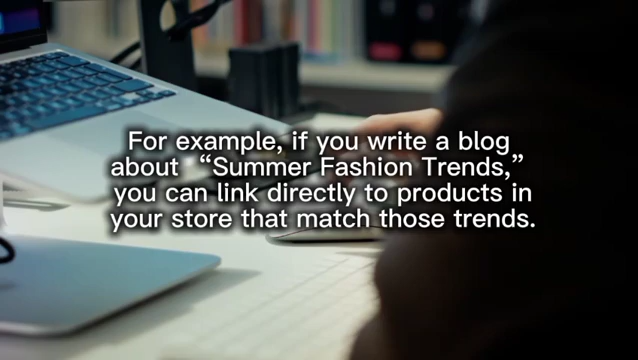 For example, if you write a blog
about “Summer Fashion Trends,”
you can link directly to products in
your store that match those trends.